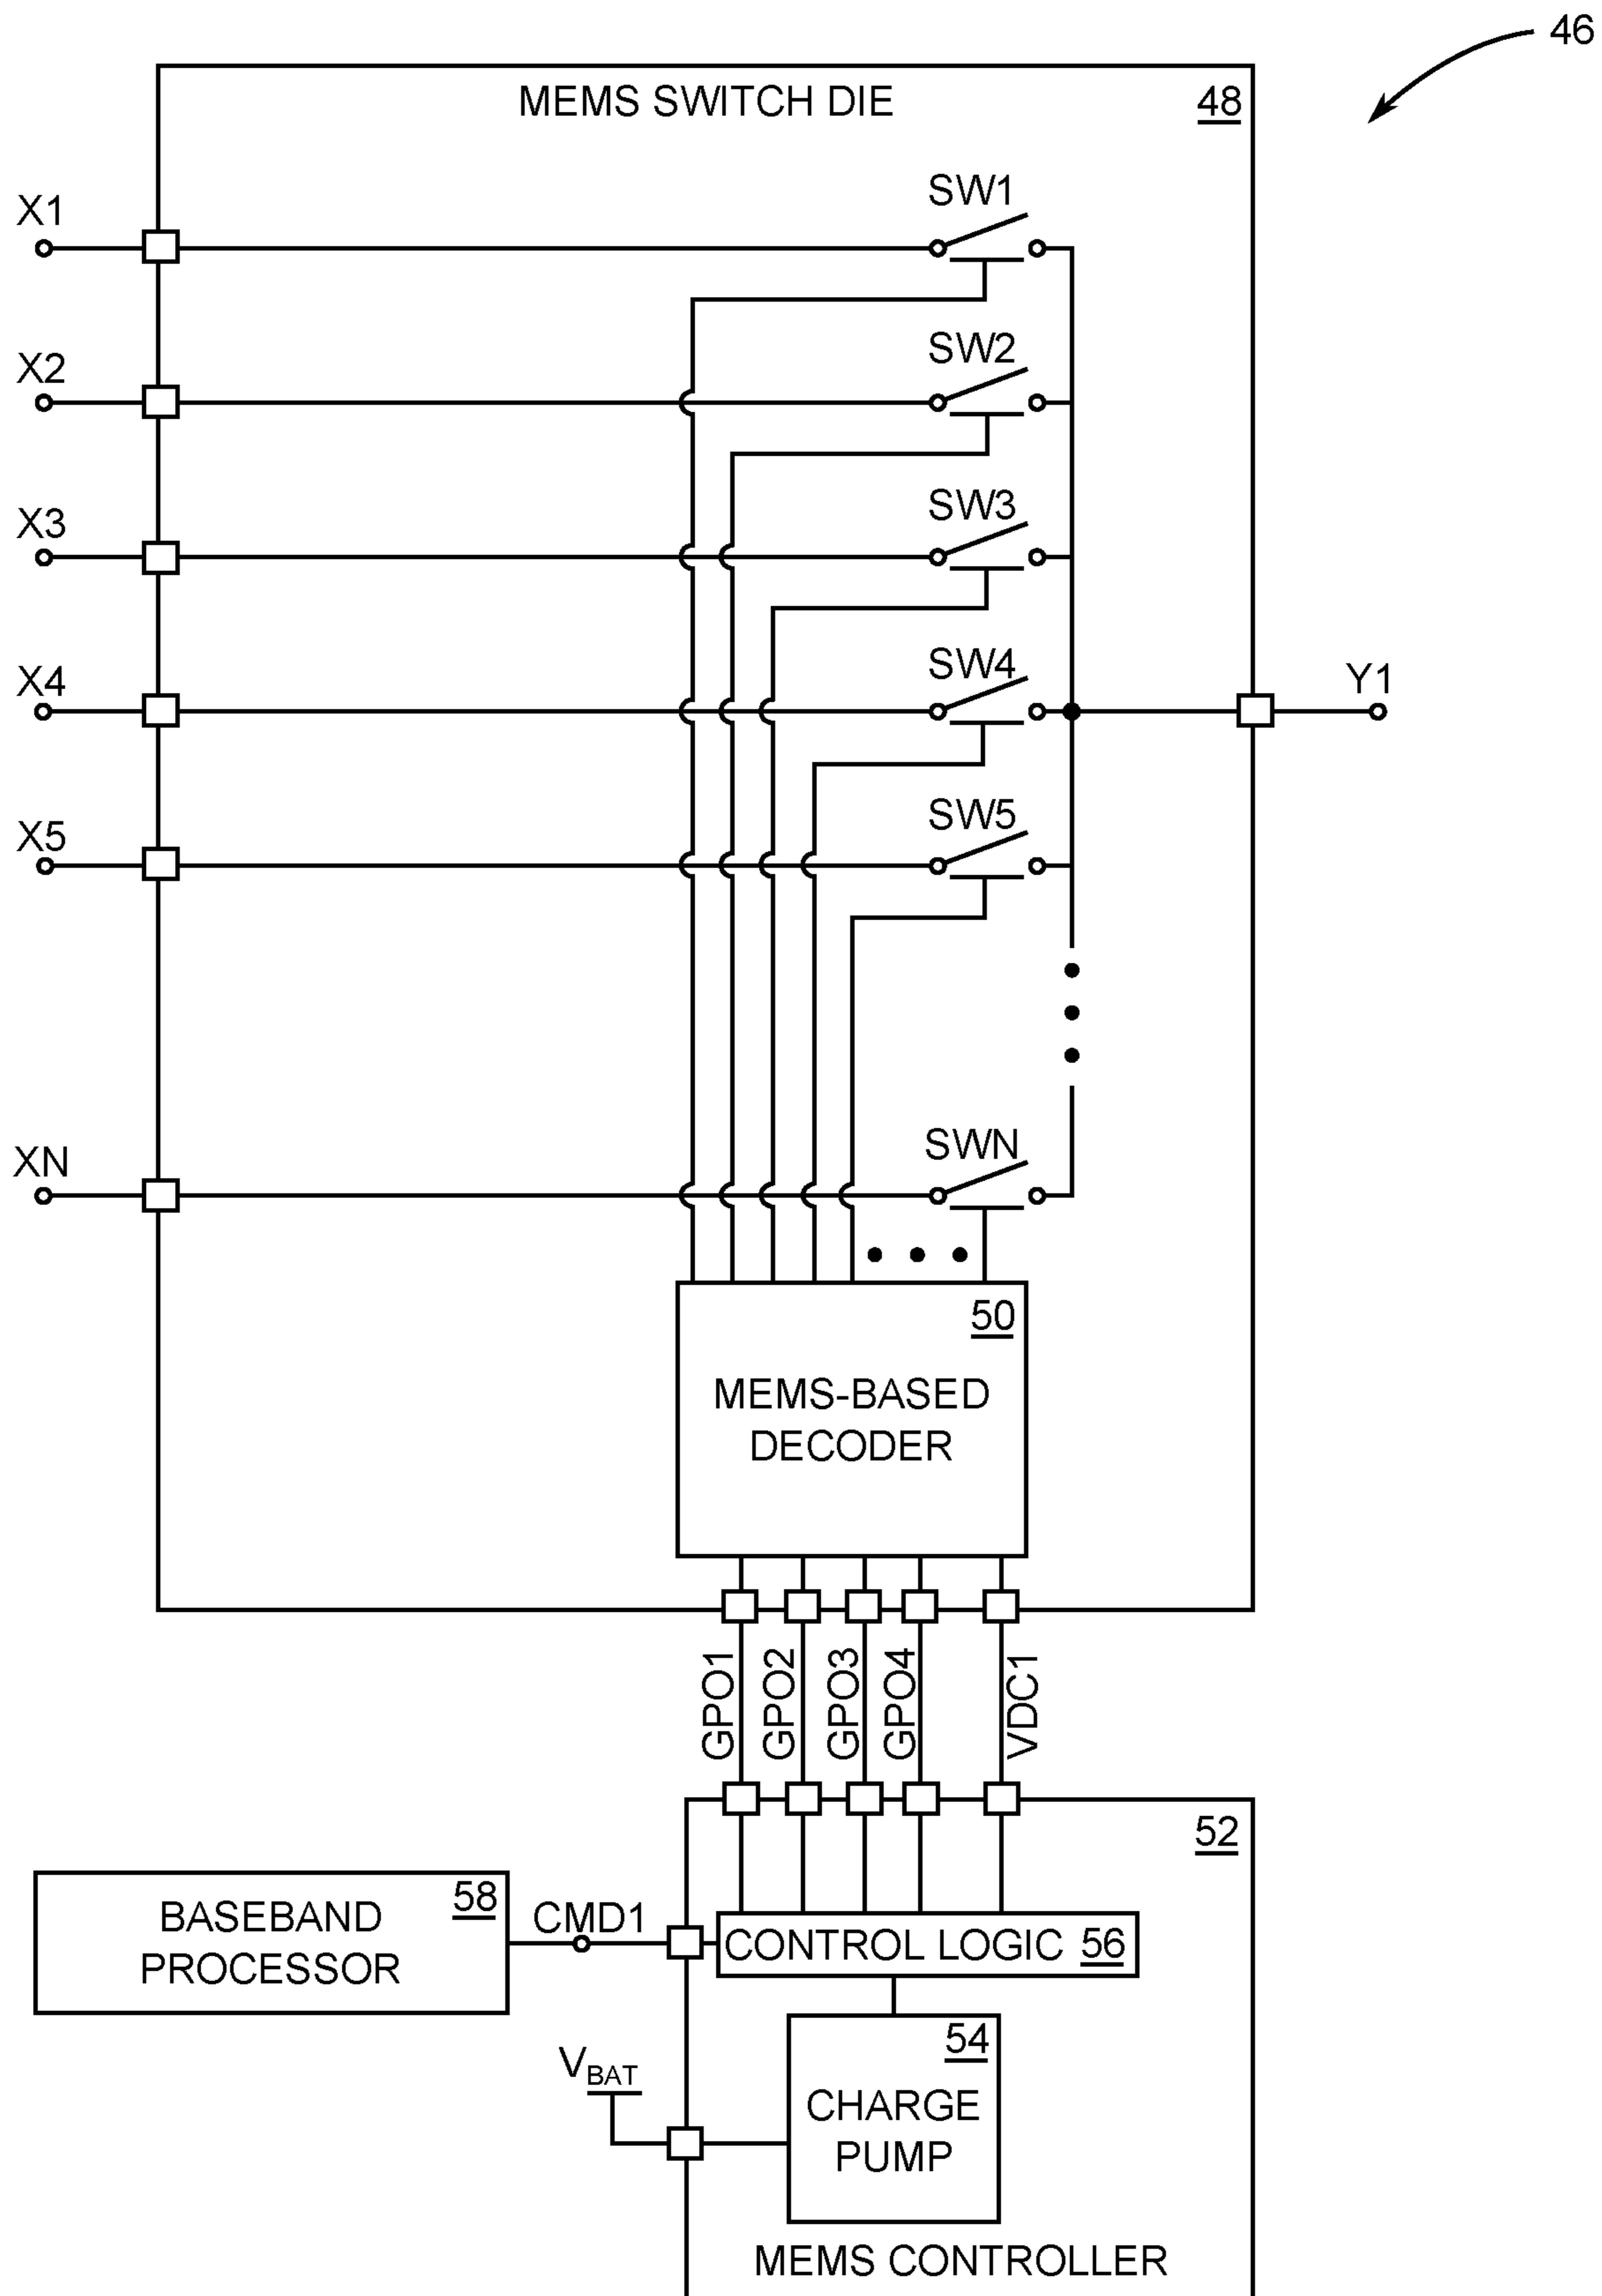 46
MEMS SWITCH DIE
48
SW1
X1
SW2
X2
SW3
X3
SW4
X4
Y1
SW5
X5
SWN
XN
50
MEMS-BASED
DECODER
GPO1
GPO2
GPO3
GPO4
VDC1
52
58
BASEBAND
PROCESSOR
CMD1
CONTROL LOGIC 56
54
VBAT
CHARGE
PUMP
MEMS CONTROLLER